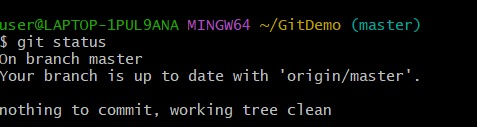 user@LAPTOP-1PUL9ANA MINGW64 ~/GitDemo (master)
$ git status
On branch master
Your branch is up to date with 'origin/master'.
nothing to commit, working tree clean